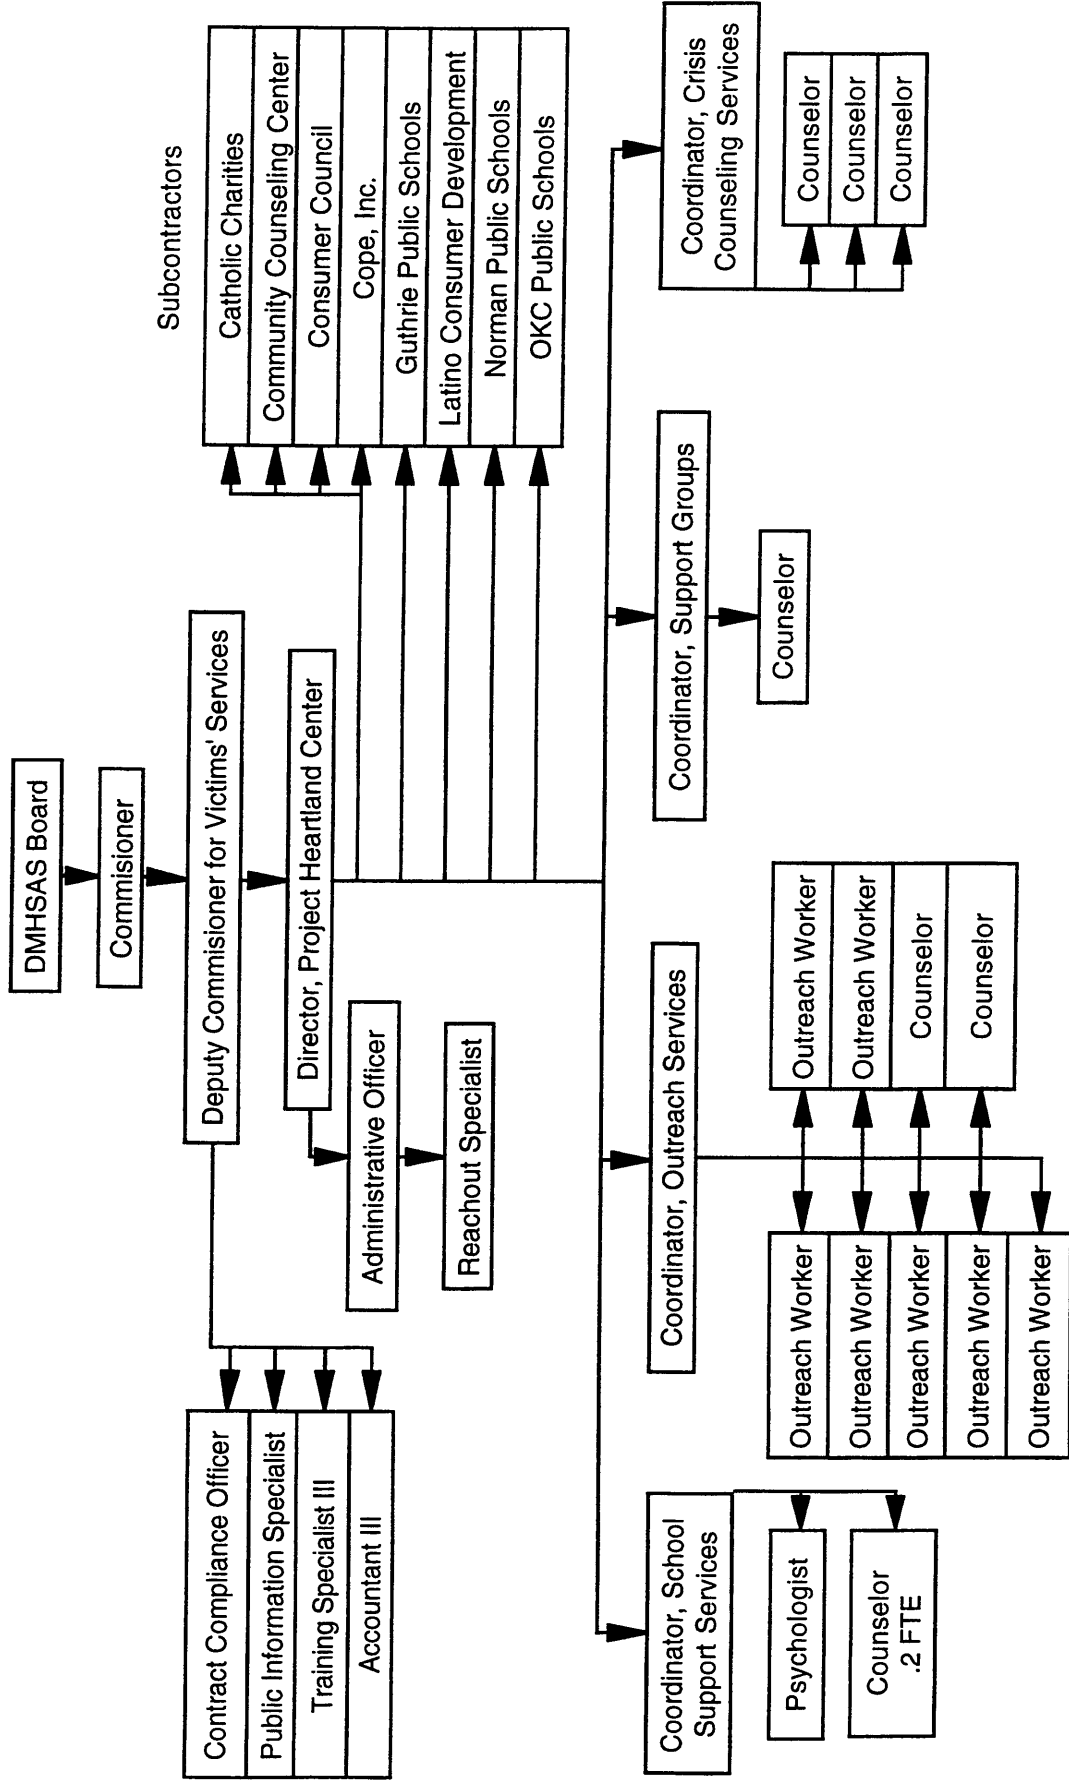 DMHSAS Board
Commisioner
Deputy Commisioner for Victims' Services
Director, Project Heartland Center
Contract Compliance Officer
Public Information Specialist
Training Specialist III
Accountant III
Administrative Officer
Reachout Specialist
Subcontractors
Catholic Charities
Community Counseling Center
Consumer Council
Cope, Inc.
Guthrie Public Schools
Latino Consumer Development
Norman Public Schools
OKC Public Schools
Coordinator, School
Support Services
Psychologist
Counselor
.2 FTE
Coordinator, Outreach Services
Outreach Worker
Outreach Worker
Outreach Worker
Outreach Worker
Outreach Worker
Outreach Worker
Outreach Worker
Counselor
Counselor
Coordinator, Support Groups
Counselor
Coordinator, Crisis
Counseling Services
Counselor
Counselor
Counselor